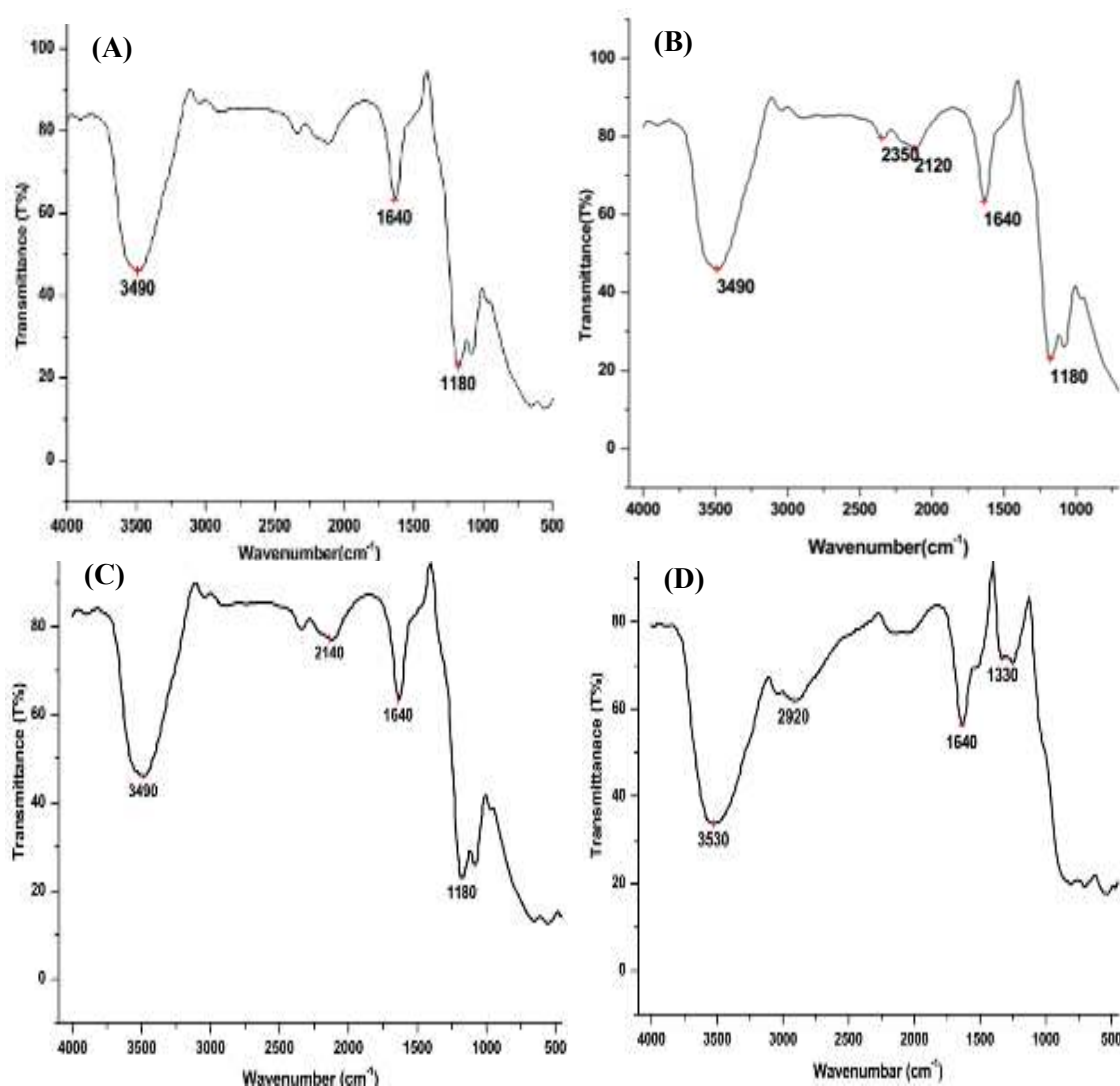 (A)
100
80
60
40
20
0
Transmittance (T%)
3490
1640
1180
4000 3500 3000 2500 2000 1500 1000 500
Wavenumber(cm-1)
(B)
100
80
60
40
20
0
Transmittance(T%)
3490
2350
2120
1640
1180
4000 3500 3000 2500 2000 1500 1000
Wavenumber(cm-1)
(C)
80
60
40
20
0
Transmittance (T%)
3490
2140
1640
1180
4000 3500 3000 2500 2000 1500 1000 500
Wavenumber (cm-1)
(D)
80
60
40
20
0
Transmittanace (T%)
3530
2920
1640
1330
4000 3500 3000 2500 2000 1500 1000 500
Wavenumbar (cm-1)